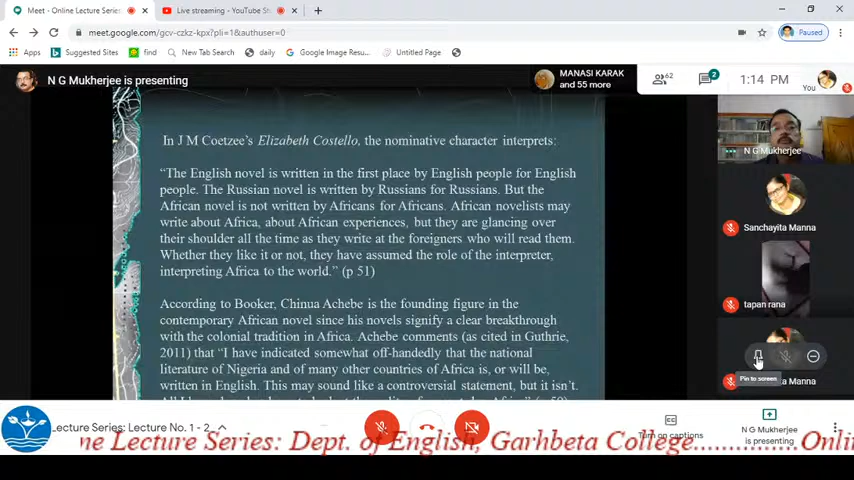 Meet - Online Lecture Series:
Live streaming - YouTube
meet.google.com/gcv-czkz-kpx?pli=1&authuser=0
Paused
Apps
Suggested Sites
find
New Tab Search
daily
Google Image Resu...
Untitled Page
N G Mukherjee is presenting
MANASI KARAK
and 55 more
62
2
1:14 PM
You
In J M Coetzee's Elizabeth Costello, the nominative character interprets:
"The English novel is written in the first place by English people for English
people. The Russian novel is written by Russians for Russians. But the
African novel is not written by Africans for Africans. African novelists may
write about Africa, about African experiences, but they are glancing over
their shoulder all the time as they write at the foreigners who will read them.
Whether they like it or not, they have assumed the role of the interpreter,
interpreting Africa to the world." (p 51)
According to Booker, Chinua Achebe is the founding figure in the
contemporary African novel since his novels signify a clear breakthrough
with the colonial tradition in Africa. Achebe comments (as cited in Guthrie,
2011) that "I have indicated somewhat off-handedly that the national
literature of Nigeria and of many other countries of Africa is, or will be,
written in English. This may sound like a controversial statement, but it isn't.
N G Mukherjee
Sanchayita Manna
tapan rana
Pin to screen
ta Manna
Lecture Series: Lecture No. 1 - 2
Turn on captions
N G Mukherjee
is presenting
ne Lecture Series: Dept. of English, Garhbeta College..............Onlin